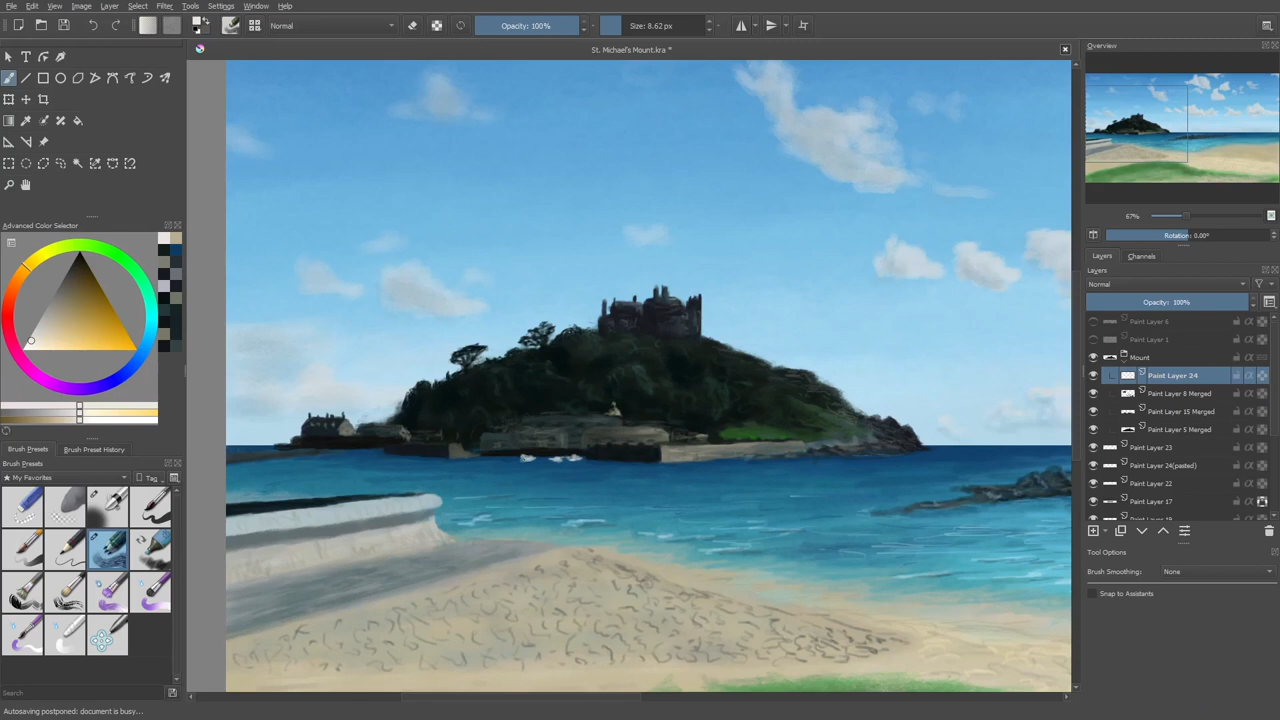 File Edit View Image Layer Select Filter Tools Settings Window Help
Normal Opacity: 100% Size: 8.62 px
St. Michael's Mount.kra *
Overview
67%
Rotation: 0.00°
Advanced Color Selector
Layers Channels
Layers
Normal
Opacity: 100%
Paint Layer 6
Paint Layer 1
Mount
Paint Layer 24
Paint Layer 8 Merged
Paint Layer 15 Merged
Paint Layer 5 Merged
Paint Layer 23
Paint Layer 24(pasted)
Paint Layer 22
Paint Layer 17
Brush Presets Brush Preset History
Brush Presets
My Favorites Tag
Tool Options
Brush Smoothing: None
Snap to Assistants
Search
Autosaving postponed: document is busy...